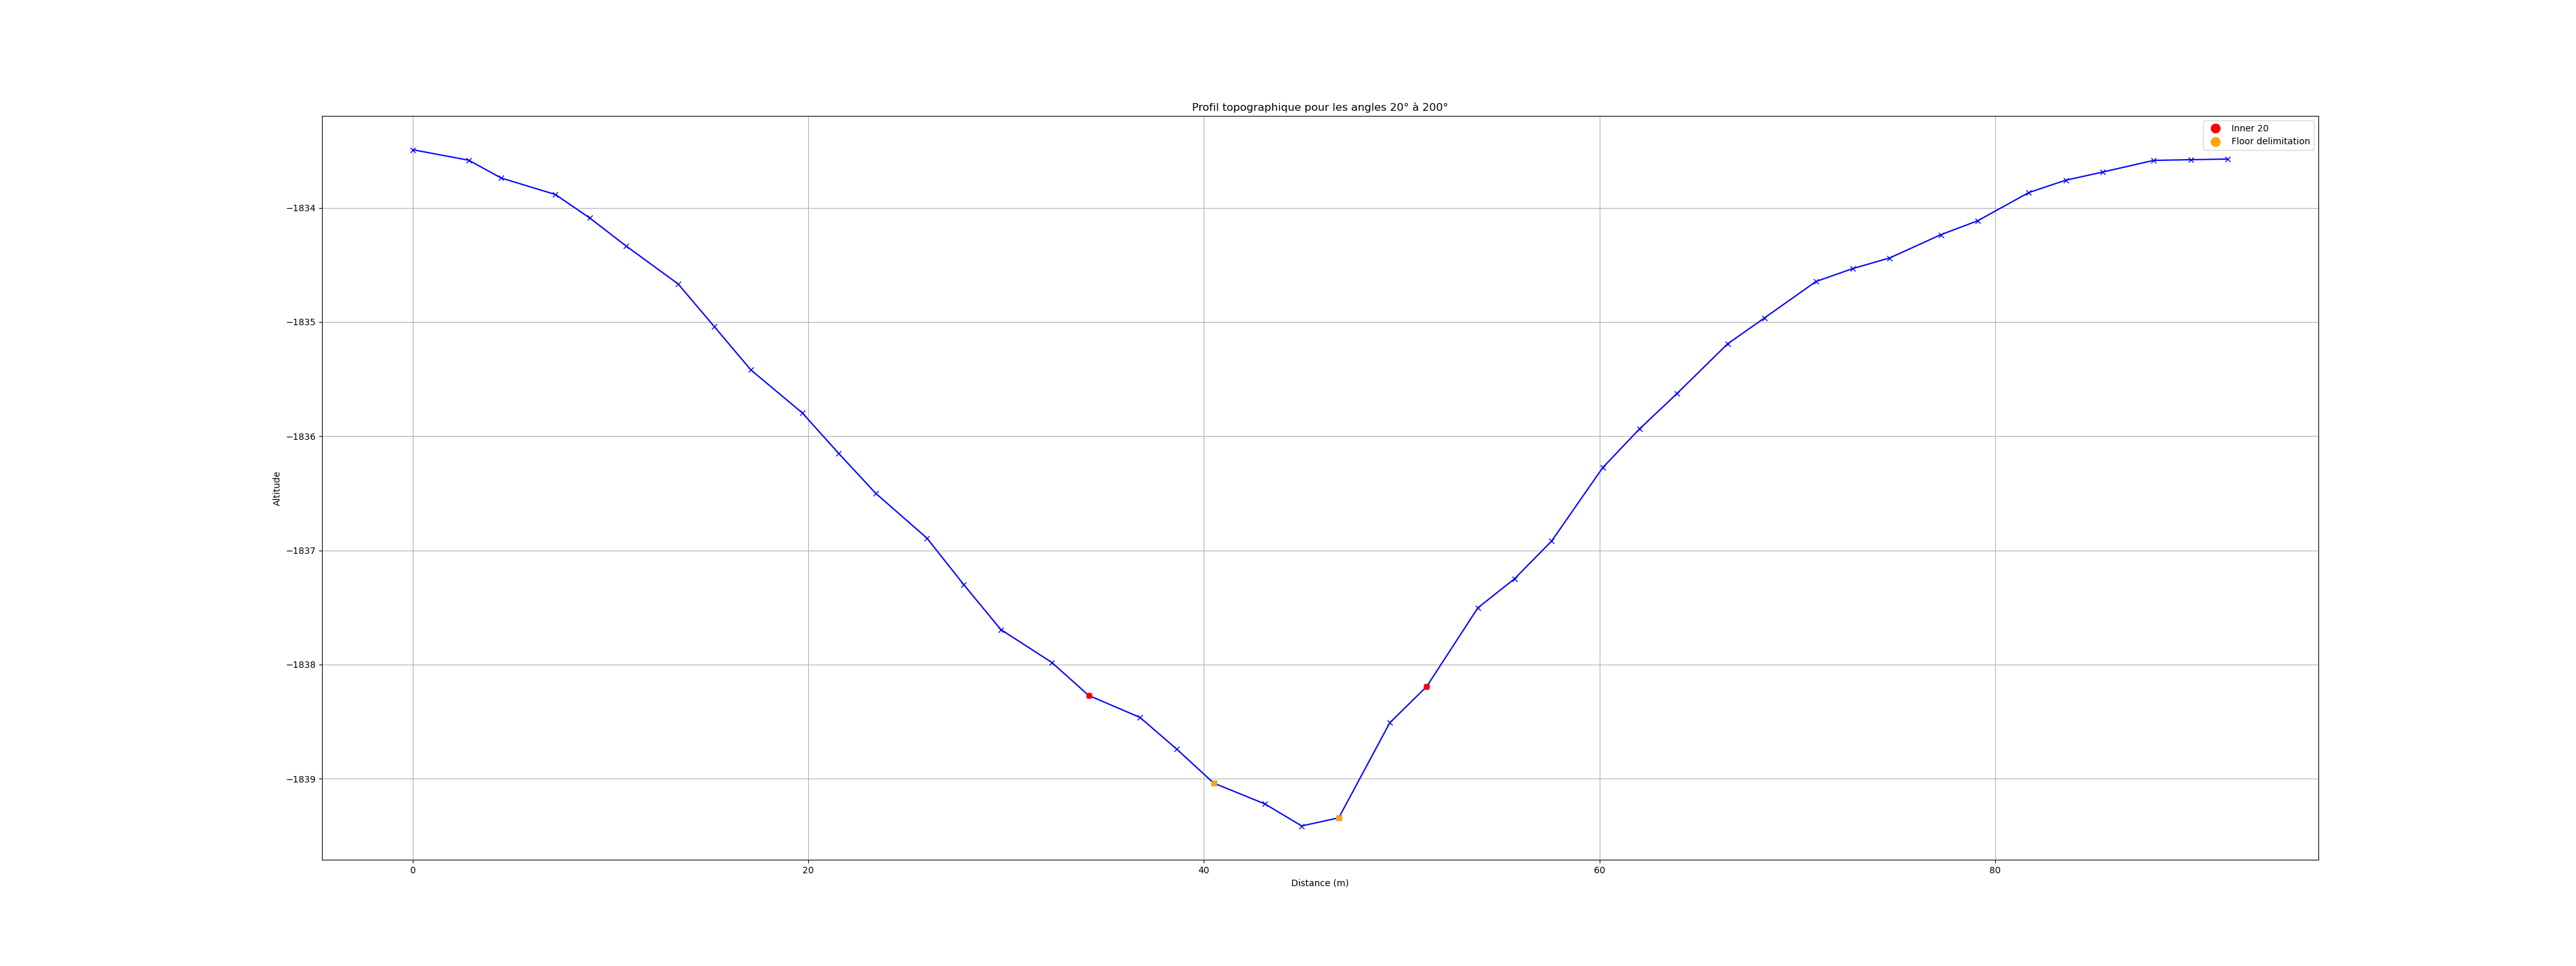 Profil topographique pour les angles 20° à 200°
Inner 20
Floor delimitation
−1834
−1835
−1836
−1837
−1838
−1839
Altitude
0 20 40 60 80
Distance (m)